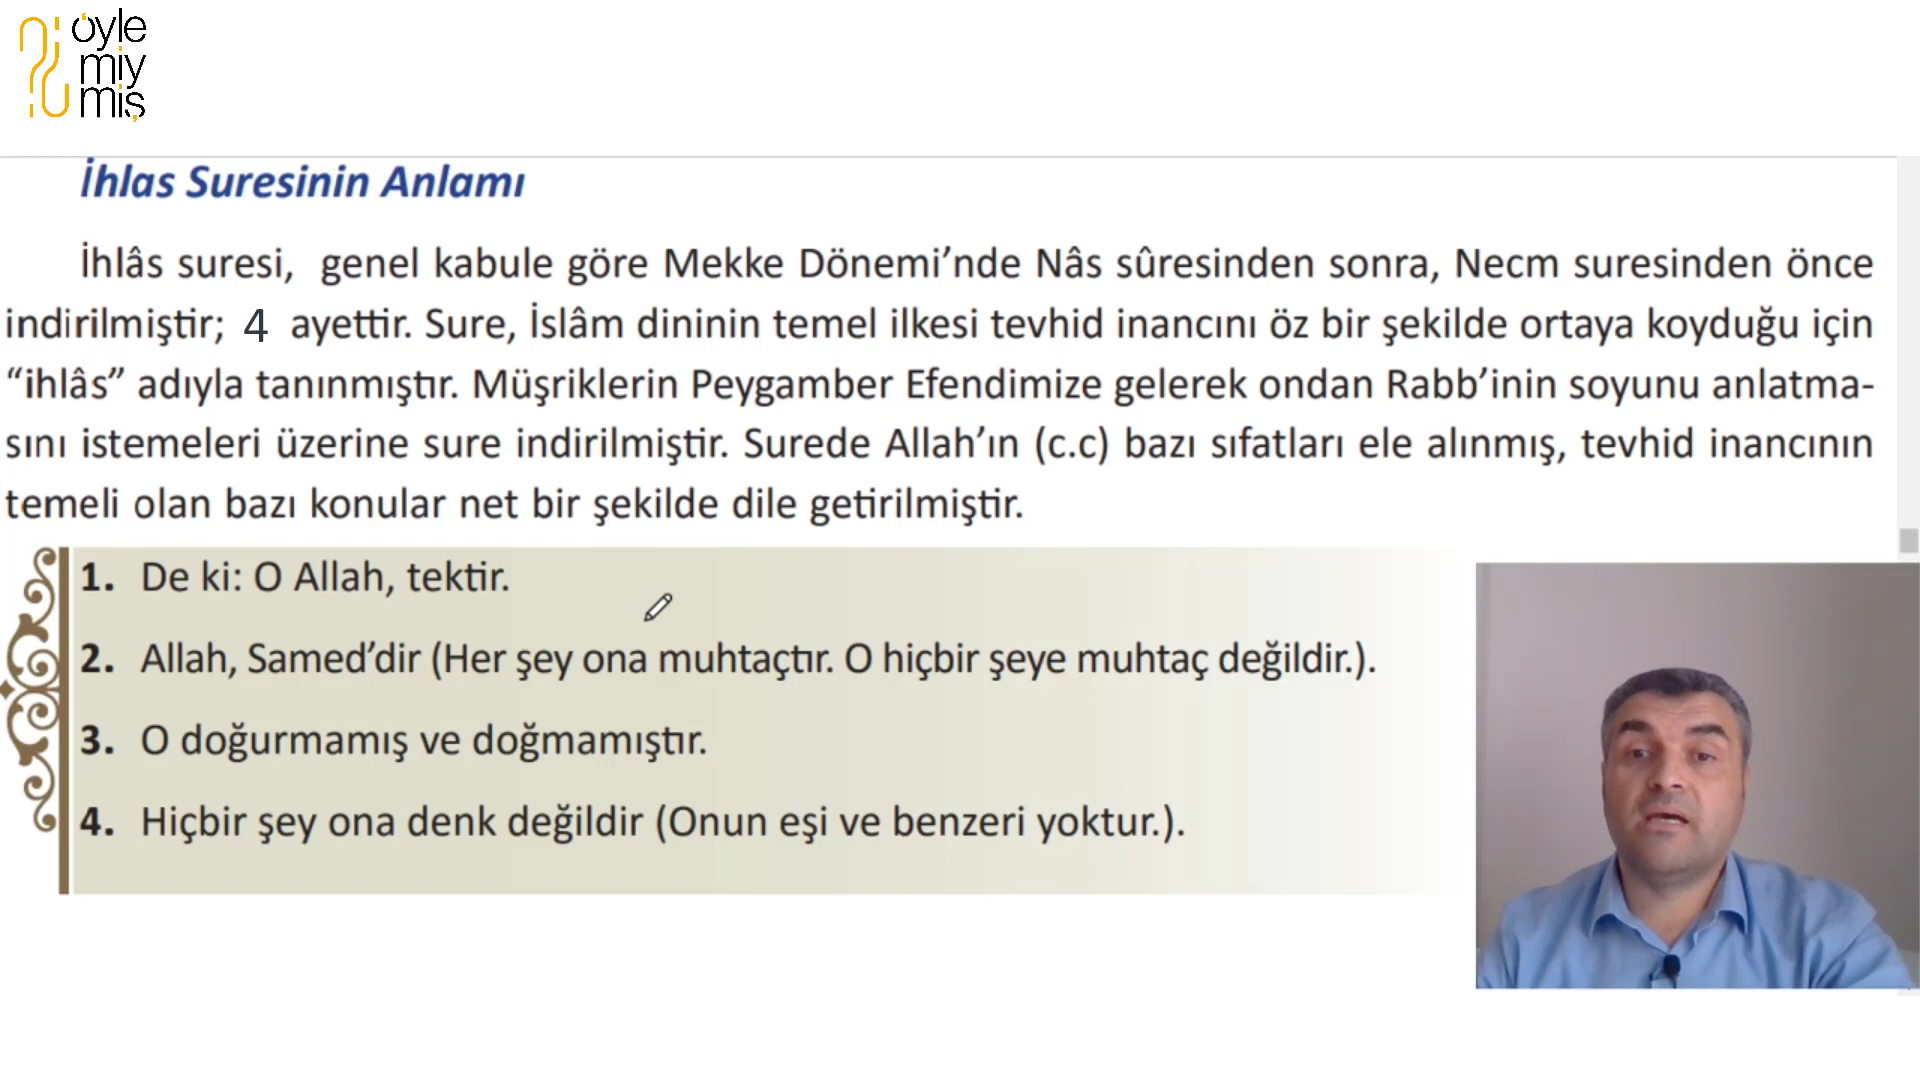 öyle
miy
miş
İhlas Suresinin Anlamı
İhlâs suresi, genel kabule göre Mekke Dönemi’nde Nâs sûresinden sonra, Necm suresinden önce
indirilmiştir; 4 ayettir. Sure, İslâm dininin temel ilkesi tevhid inancını öz bir şekilde ortaya koyduğu için
“ihlâs” adıyla tanınmıştır. Müşriklerin Peygamber Efendimize gelerek ondan Rabb’inin soyunu anlatma-
sını istemeleri üzerine sure indirilmiştir. Surede Allah’ın (c.c) bazı sıfatları ele alınmış, tevhid inancının
temeli olan bazı konular net bir şekilde dile getirilmiştir.
1. De ki: O Allah, tektir.
2. Allah, Samed’dir (Her şey ona muhtaçtır. O hiçbir şeye muhtaç değildir.).
3. O doğurmamış ve doğmamıştır.
4. Hiçbir şey ona denk değildir (Onun eşi ve benzeri yoktur.).